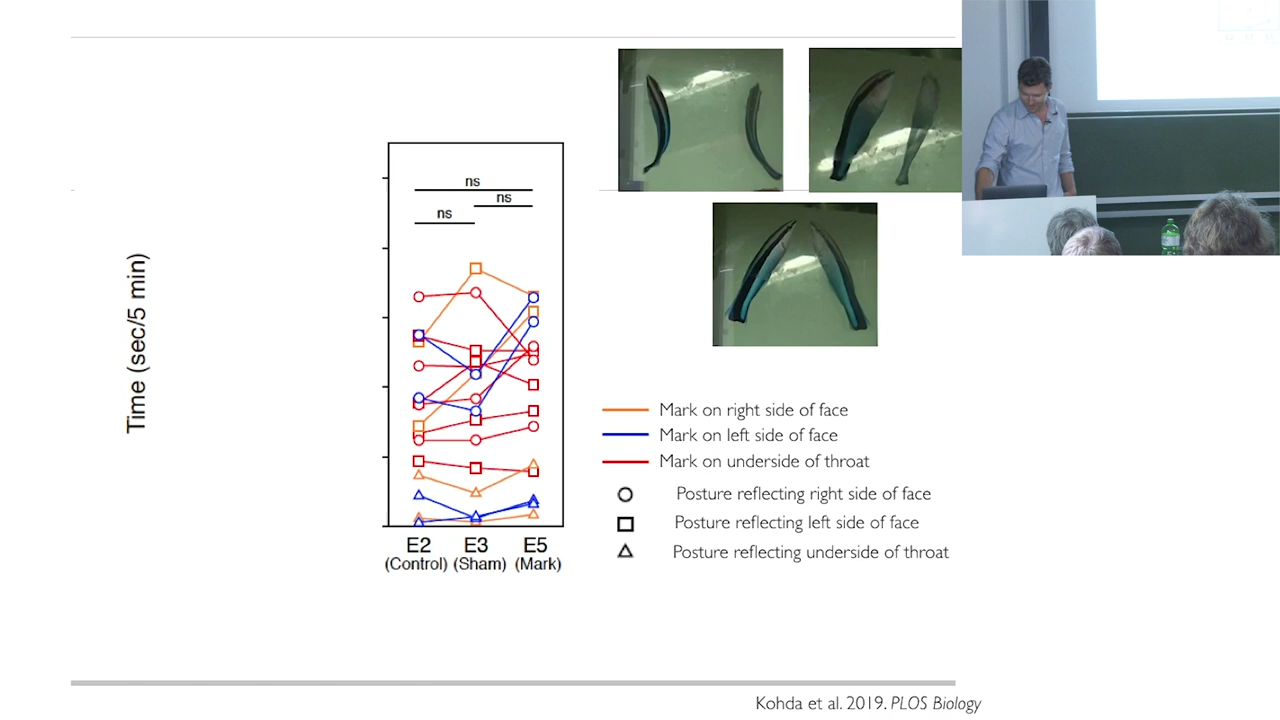 Time (sec/5 min)
ns
ns
ns
E2 E3 E5
(Control) (Sham) (Mark)
Mark on right side of face
Mark on left side of face
Mark on underside of throat
Posture reflecting right side of face
Posture reflecting left side of face
Posture reflecting underside of throat
Kohda et al. 2019. PLOS Biology